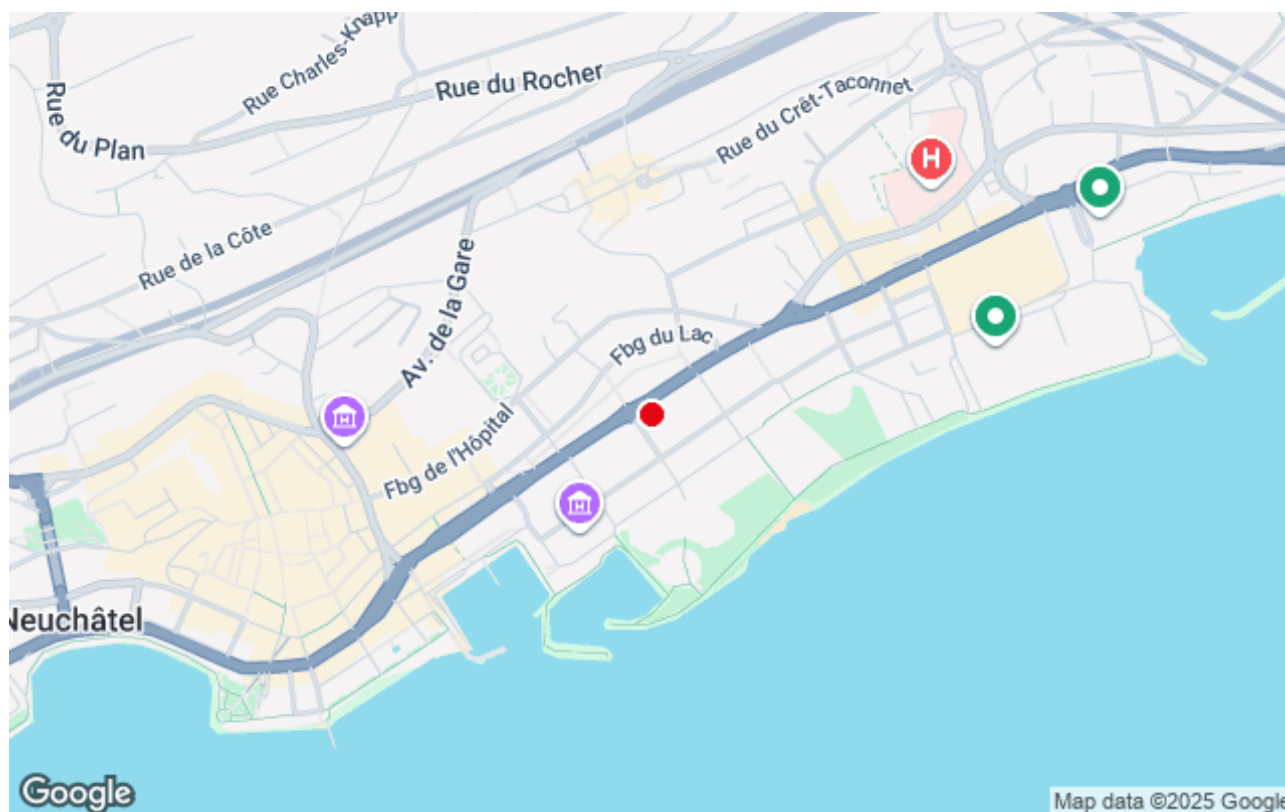 Rue Charles-Knapp
Rue du Rocher
Rue du Plan
Rue du Crêt-Taconnet
H
Rue de la Côte
Av. de la Gare
Fbg du Lac
H
Fbg de l'Hôpital
H
Neuchâtel
Google
Map data ©2025 Google